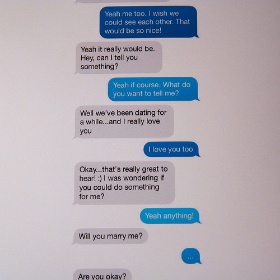 Yeah me too. I wish we
could see each other. That
would be so nice!
Yeah it really would be.
Hey, can I tell you
something?
Yeah if course. What do
you want to tell me?
Well we've been dating for
a while...and I really love
you
I love you too
Okay...that's really great to
hear! :) I was wondering if
you could do something
for me?
Yeah anything!
Will you marry me?
...
Are you okay?